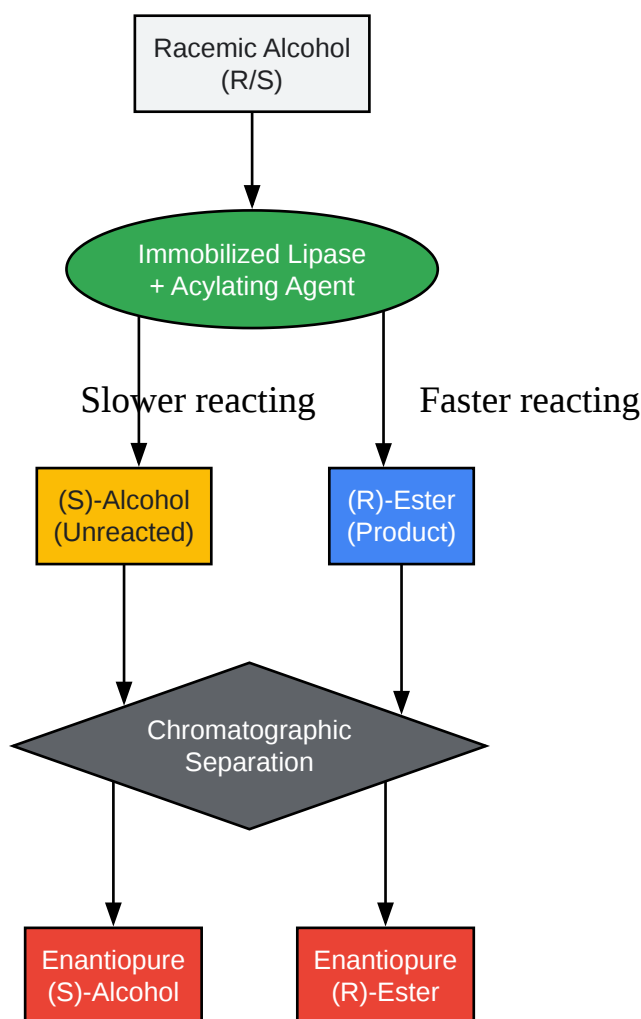 Racemic Alcohol
(R/S)
Immobilized Lipase
+ Acylating Agent
Slower reacting
Faster reacting
(S)-Alcohol
(Unreacted)
(R)-Ester
(Product)
Chromatographic
Separation
Enantiopure
(S)-Alcohol
Enantiopure
(R)-Ester